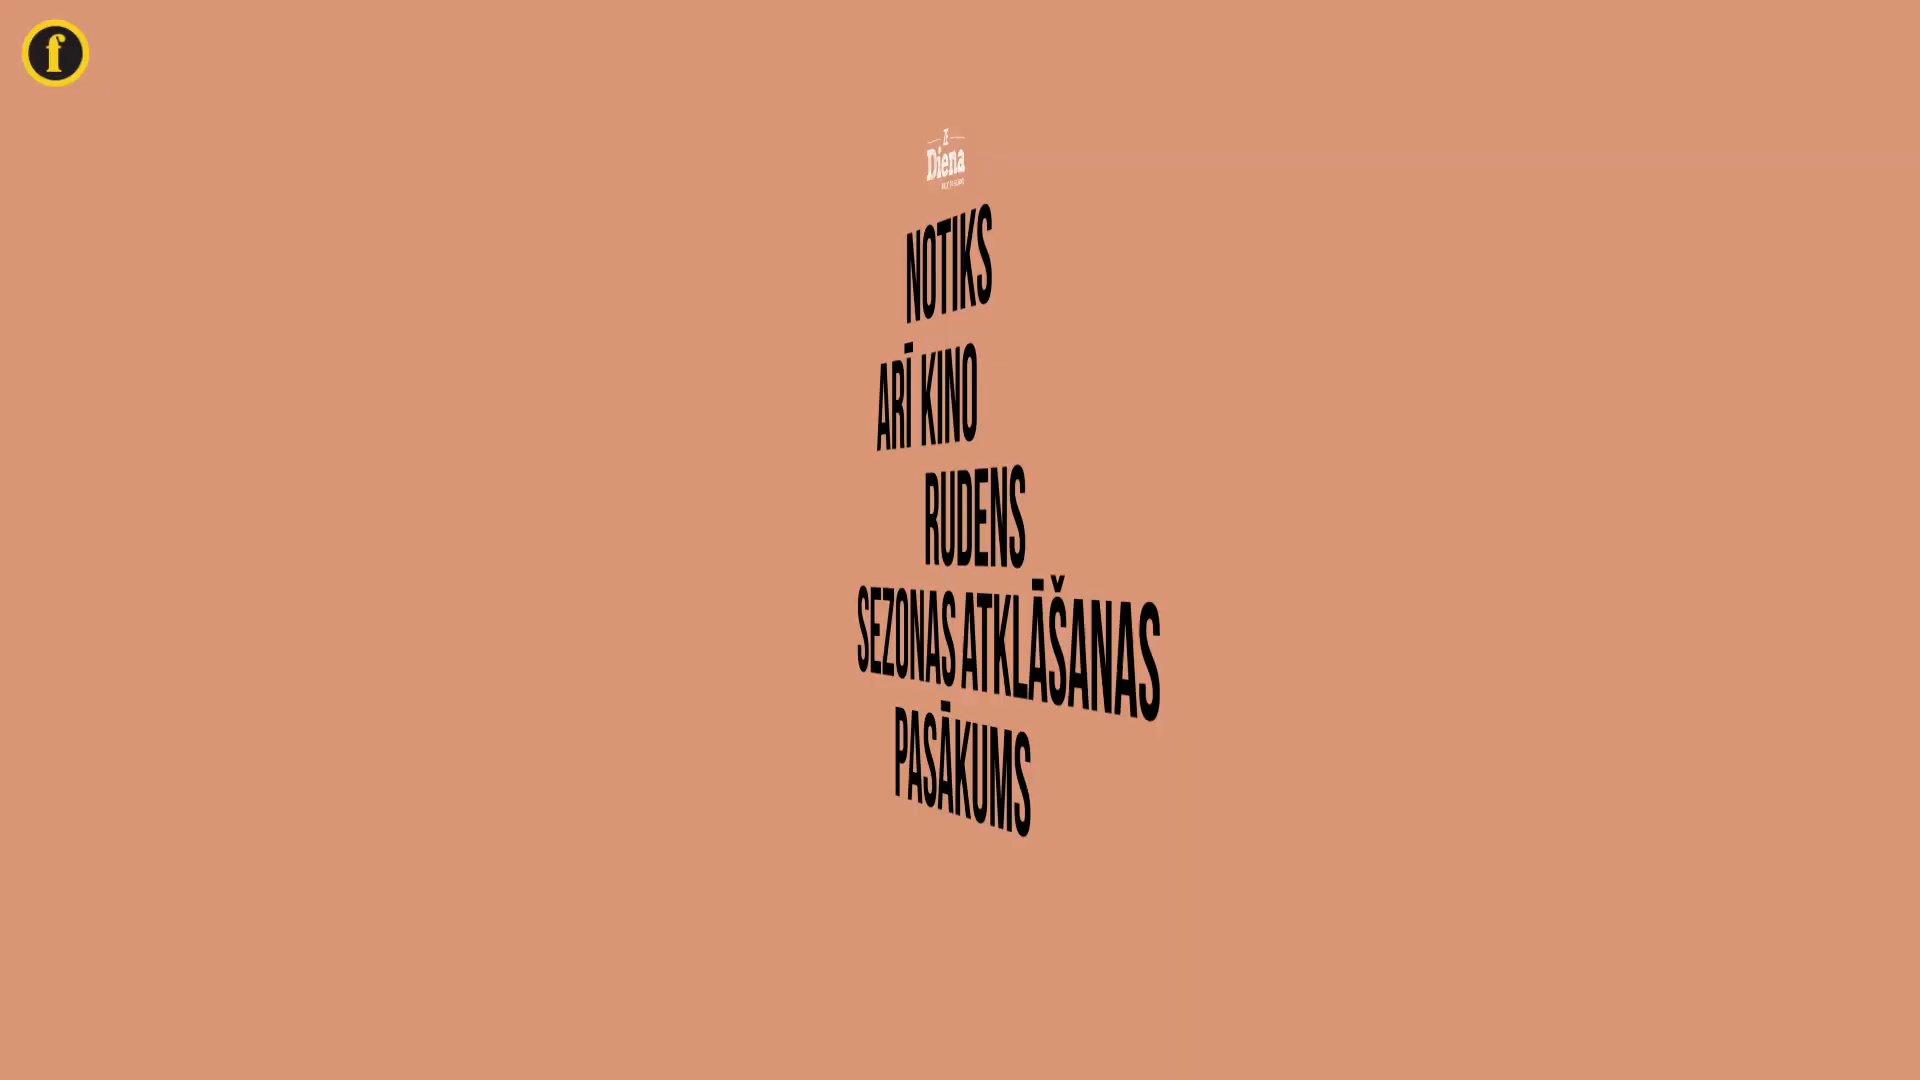 f
Diena
NOTIKS
ARĪ KINO
RUDENS
SEZONAS ATKLĀŠANAS
PASĀKUMS